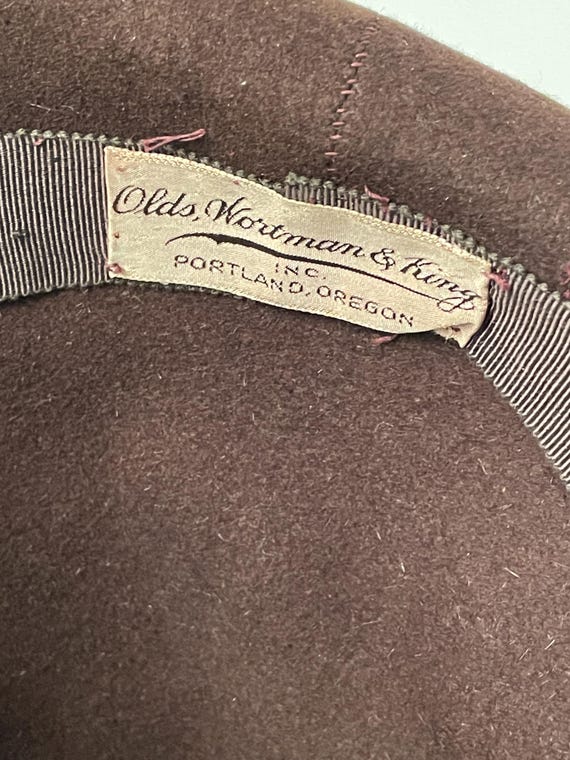 Olds, Wortman & King
INC.
PORTLAND, OREGON